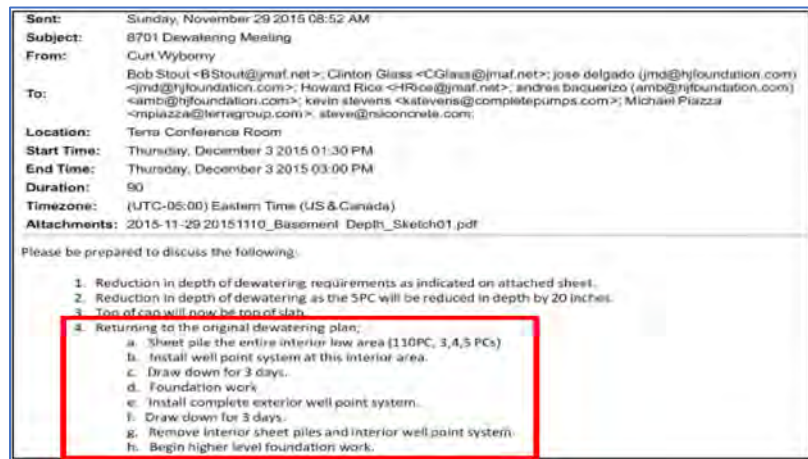 Sent: Sunday, November 29 2015 08:52 AM
Subject: 8701 Dewatering Meeting
From: Curt Wyborny
Bob Stout <BStout@jmaf.net>; Clinton Glass <CGlass@jmaf.net>; jose delgado (jmd@hjfoundation.com)
<jmd@hjfoundation.com>; Howard Rice <HRice@jmaf.net>; andres baquerizo (amb@hjfoundation.com)
To: <amb@hjfoundation.com>; kevin stevens <kstevens@completepumps.com>; Michael Piazza
<mpiazza@terragroup.com>; steve@nsiconcrete.com;
Location: Terra Conference Room
Start Time: Thursday, December 3 2015 01:30 PM
End Time: Thursday, December 3 2015 03:00 PM
Duration: 90
Timezone: (UTC-05:00) Eastern Time (US & Canada)
Attachments: 2015-11-29 20151110_Basement Depth_Sketch01.pdf
Please be prepared to discuss the following:
1. Reduction in depth of dewatering requirements as indicated on attached sheet.
2. Reduction in depth of dewatering as the 5PC will be reduced in depth by 20 inches.
3. Top of cap will now be top of slab.
4. Returning to the original dewatering plan;
a. Sheet pile the entire interior low area (110PC, 3,4,5 PCs)
b. Install well point system at this interior area.
c. Draw down for 3 days.
d. Foundation work
e. Install complete exterior well point system.
f. Draw down for 3 days.
g. Remove interior sheet piles and interior well point system.
h. Begin higher level foundation work.